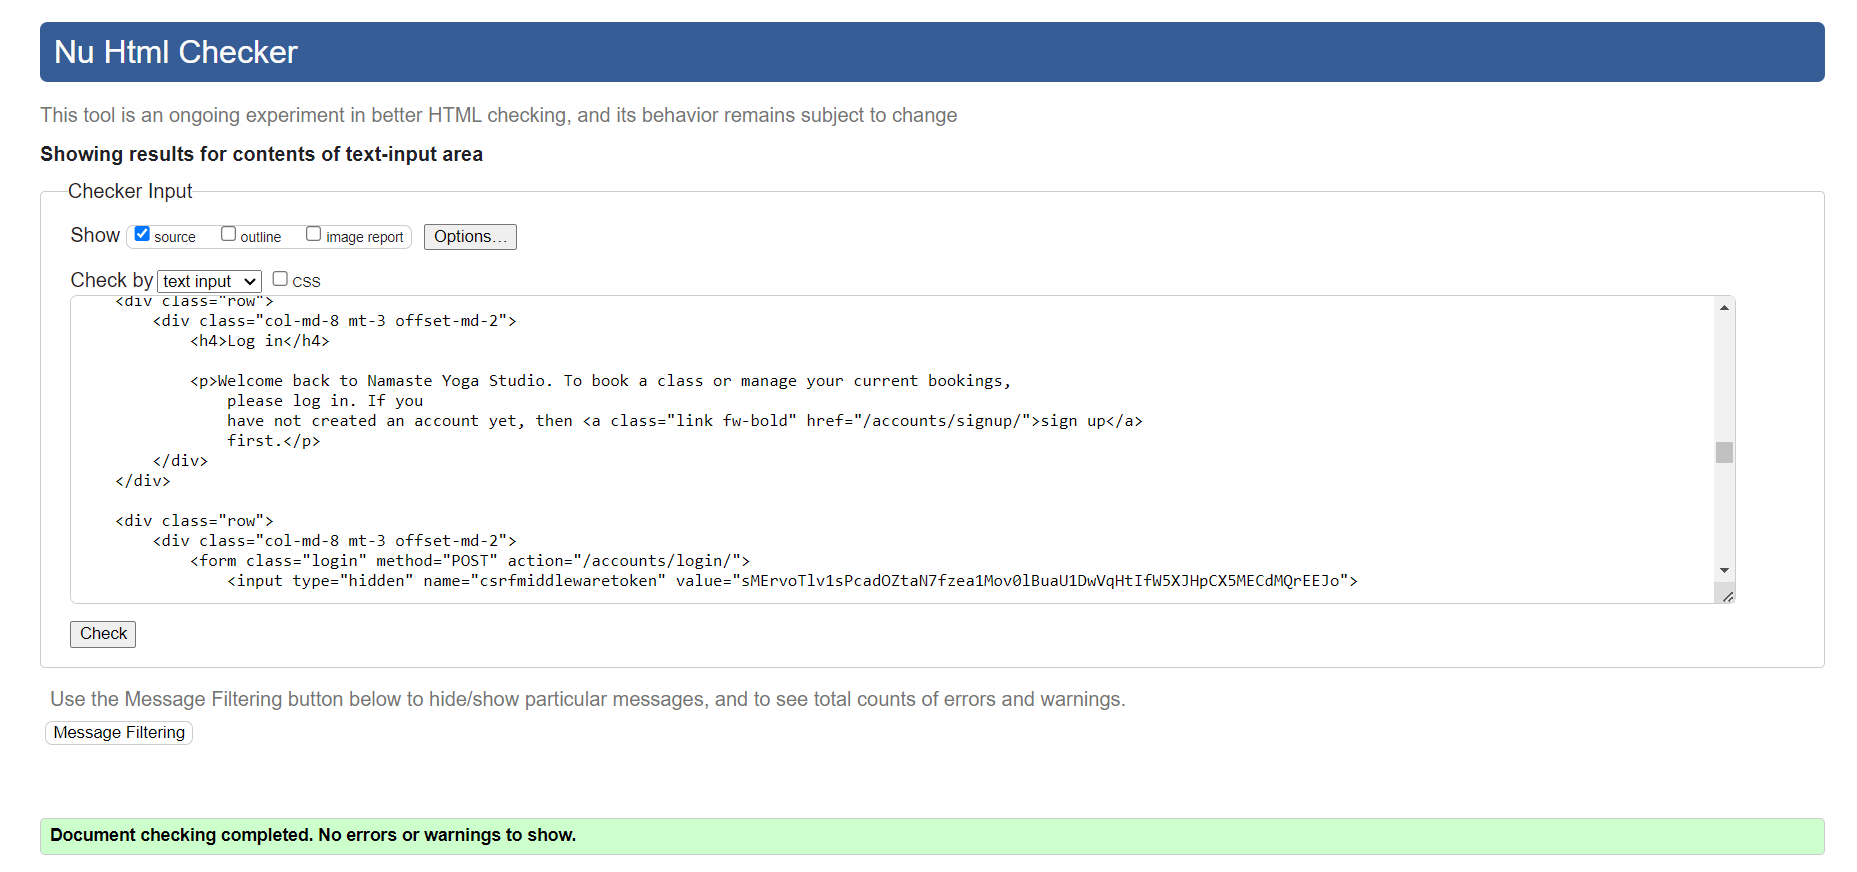 Nu Html Checker
This tool is an ongoing experiment in better HTML checking, and its behavior remains subject to change
Showing results for contents of text-input area
Checker Input
Show source outline image report Options...
Check by text input CSS
<div class="row">
<div class="col-md-8 mt-3 offset-md-2">
<h4>Log in</h4>
<p>Welcome back to Namaste Yoga Studio. To book a class or manage your current bookings,
please log in. If you
have not created an account yet, then <a class="link fw-bold" href="/accounts/signup/">sign up</a>
first.</p>
</div>
</div>
<div class="row">
<div class="col-md-8 mt-3 offset-md-2">
<form class="login" method="POST" action="/accounts/login/">
<input type="hidden" name="csrfmiddlewaretoken" value="sMErvoTlv1sPcadOZtaN7fzea1Mov0lBuaU1DwVqHtIfW5XJHpCX5MECdMQrEEJo">
Check
Use the Message Filtering button below to hide/show particular messages, and to see total counts of errors and warnings.
Message Filtering
Document checking completed. No errors or warnings to show.